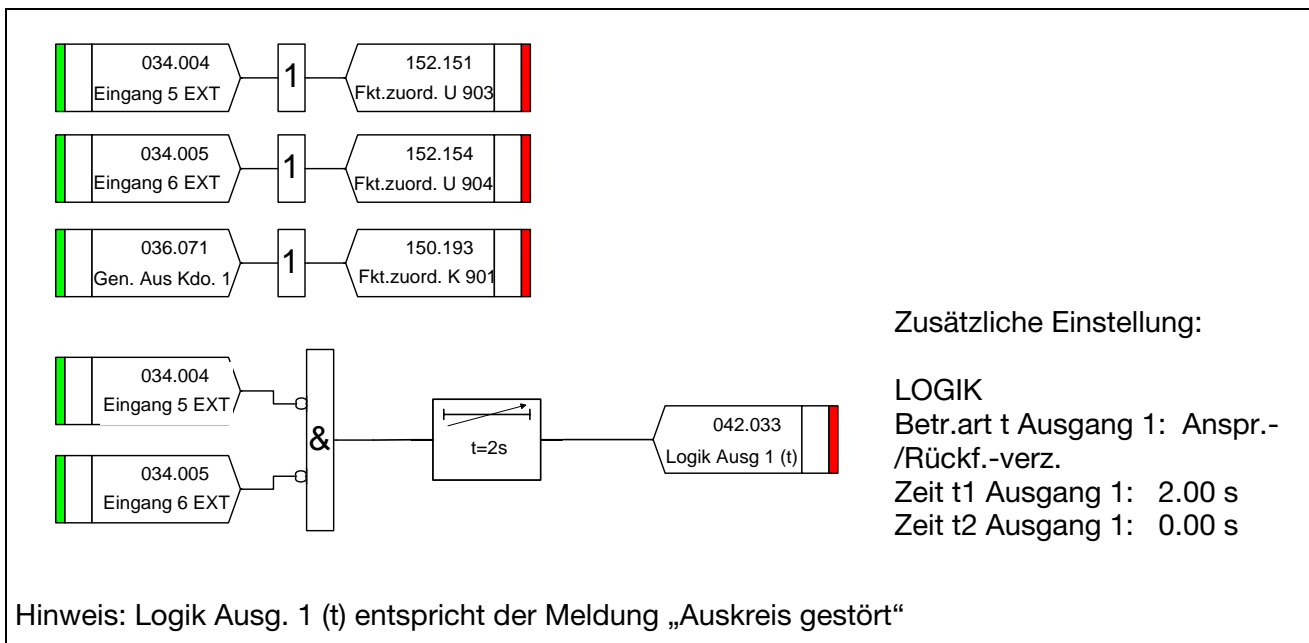 034.004
Eingang 5 EXT
1
152.151
Fkt.zuord. U 903
034.005
Eingang 6 EXT
1
152.154
Fkt.zuord. U 904
036.071
Gen. Aus Kdo. 1
1
150.193
Fkt.zuord. K 901
034.004
Eingang 5 EXT
034.005
Eingang 6 EXT
&
t=2s
042.033
Logik Ausg 1 (t)
Zusätzliche Einstellung:
LOGIK
Betr.art t Ausgang 1: Anspr.-
/Rückf.-verz.
Zeit t1 Ausgang 1: 2.00 s
Zeit t2 Ausgang 1: 0.00 s
Hinweis: Logik Ausg. 1 (t) entspricht der Meldung „Auskreis gestört“